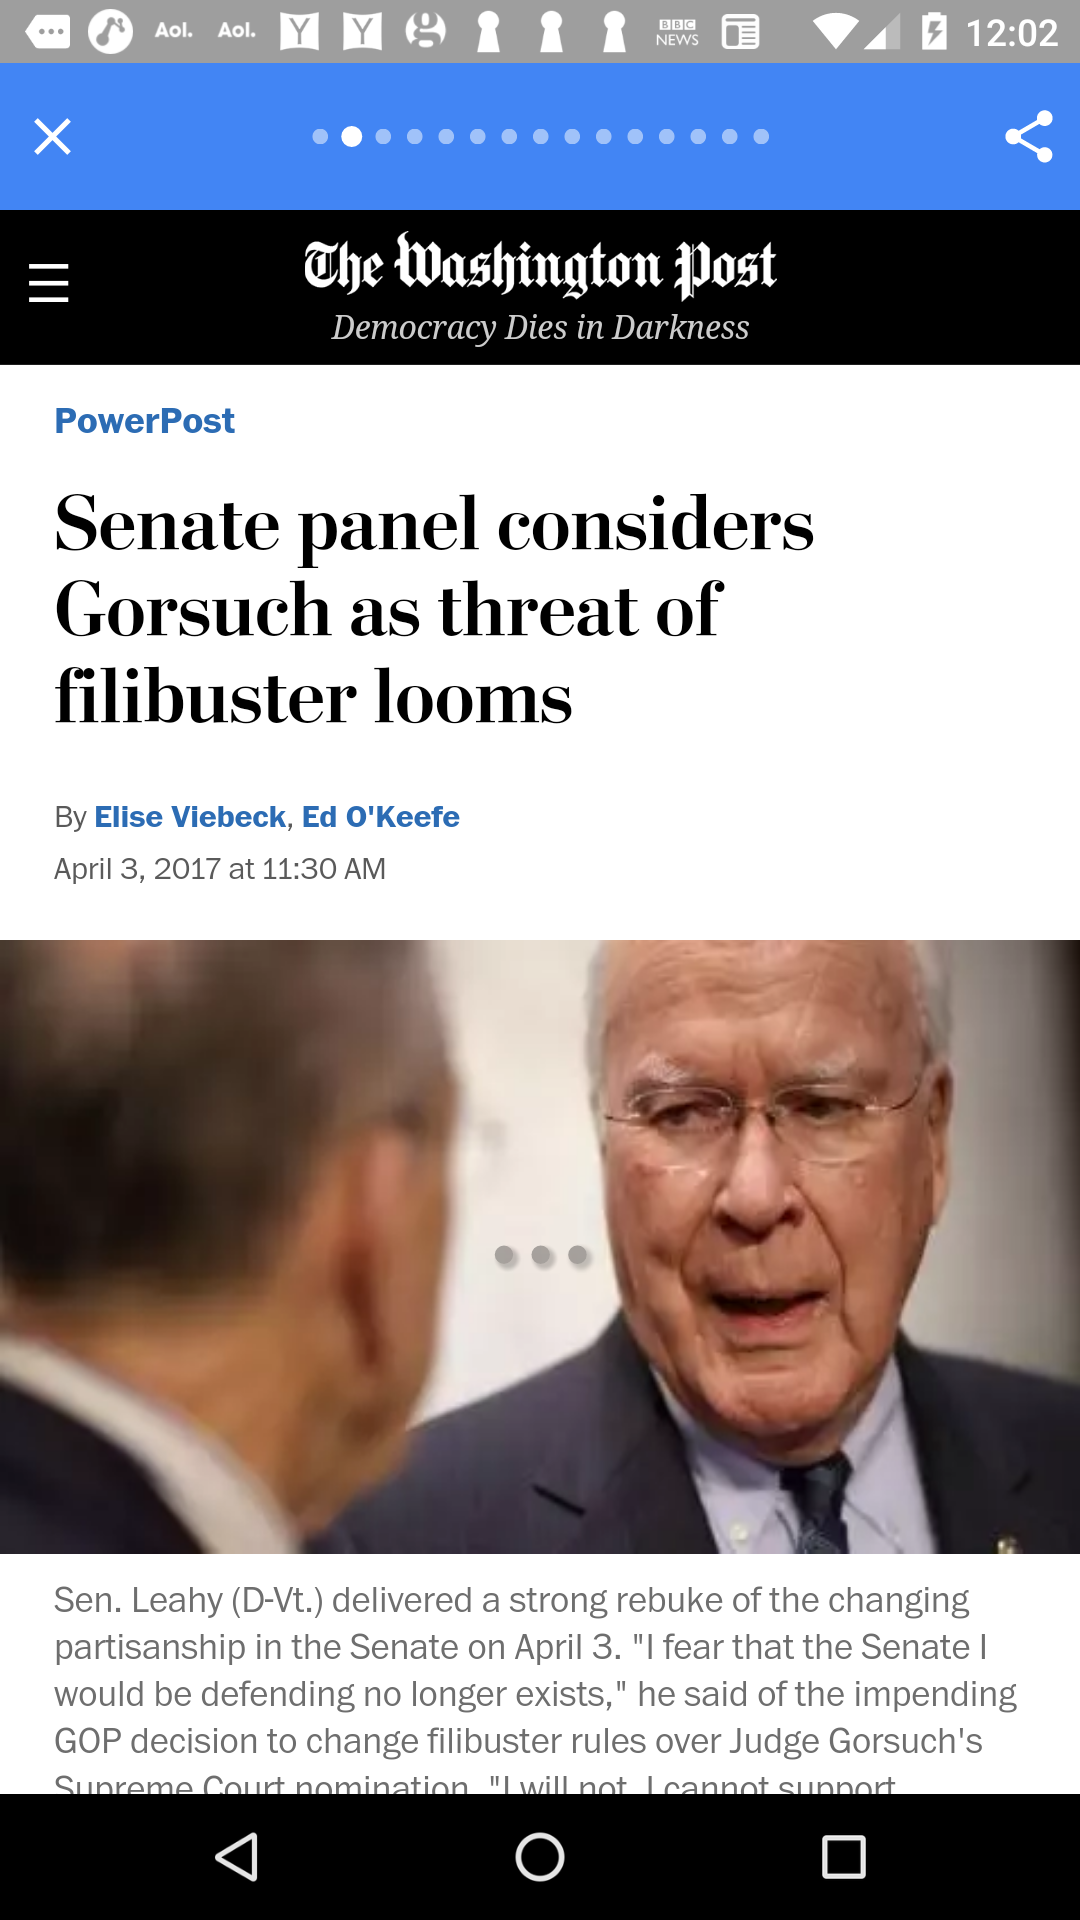 Aol. Aol. Y Y g BBC NEWS 12:02
The Washington Post
Democracy Dies in Darkness
PowerPost
Senate panel considers
Gorsuch as threat of
filibuster looms
By Elise Viebeck, Ed O'Keefe
April 3, 2017 at 11:30 AM
Sen. Leahy (D-Vt.) delivered a strong rebuke of the changing
partisanship in the Senate on April 3. "I fear that the Senate I
would be defending no longer exists," he said of the impending
GOP decision to change filibuster rules over Judge Gorsuch's
Supreme Court nomination. "I will not, I cannot support